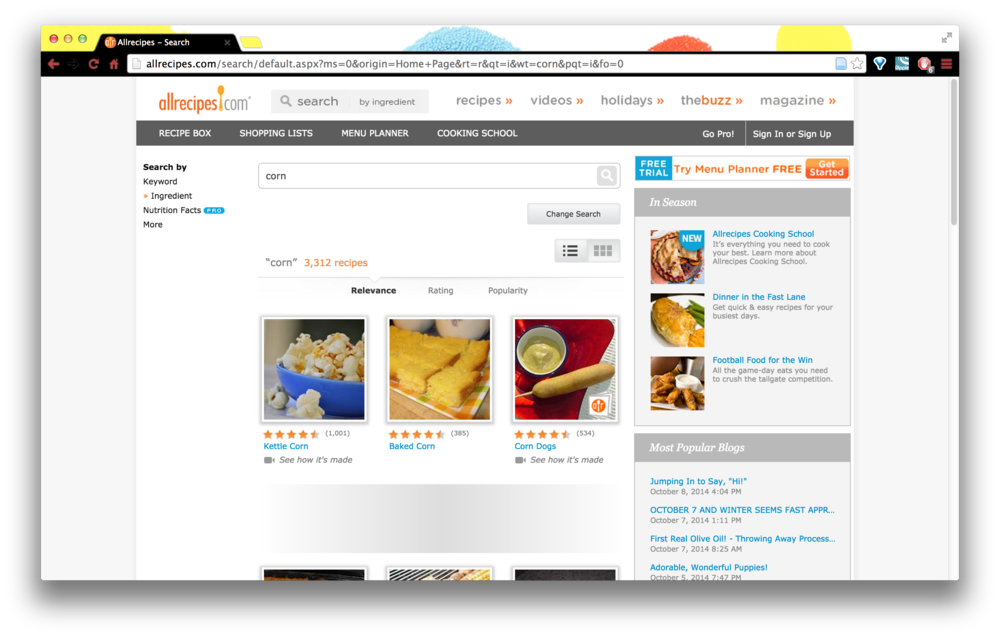 Allrecipes – Search
allrecipes.com/search/default.aspx?ms=0&origin=Home+Page&rt=r&qt=i&wt=corn&pqt=i&fo=0
6
allrecipes.com
search
by ingredient
recipes »
videos »
holidays »
thebuzz »
magazine »
RECIPE BOX
SHOPPING LISTS
MENU PLANNER
COOKING SCHOOL
Go Pro!
Sign In or Sign Up
Search by
Keyword
» Ingredient
Nutrition Facts PRO
More
corn
Change Search
"corn" 3,312 recipes
Relevance
Rating
Popularity
(1,001)
Kettle Corn
See how it's made
(385)
Baked Corn
(534)
Corn Dogs
See how it's made
FREE
TRIAL
Try Menu Planner FREE
Get
Started
In Season
NEW
Allrecipes Cooking School
It's everything you need to cook
your best. Learn more about
Allrecipes Cooking School.
Dinner in the Fast Lane
Get quick & easy recipes for your
busiest days.
Football Food for the Win
All the game-day eats you need
to crush the tailgate competition.
Most Popular Blogs
Jumping In to Say, "Hi!"
October 8, 2014 4:04 PM
OCTOBER 7 AND WINTER SEEMS FAST APPR...
October 7, 2014 1:11 PM
First Real Olive Oil! - Throwing Away Process...
October 7, 2014 8:25 AM
Adorable, Wonderful Puppies!
October 5, 2014 7:47 PM